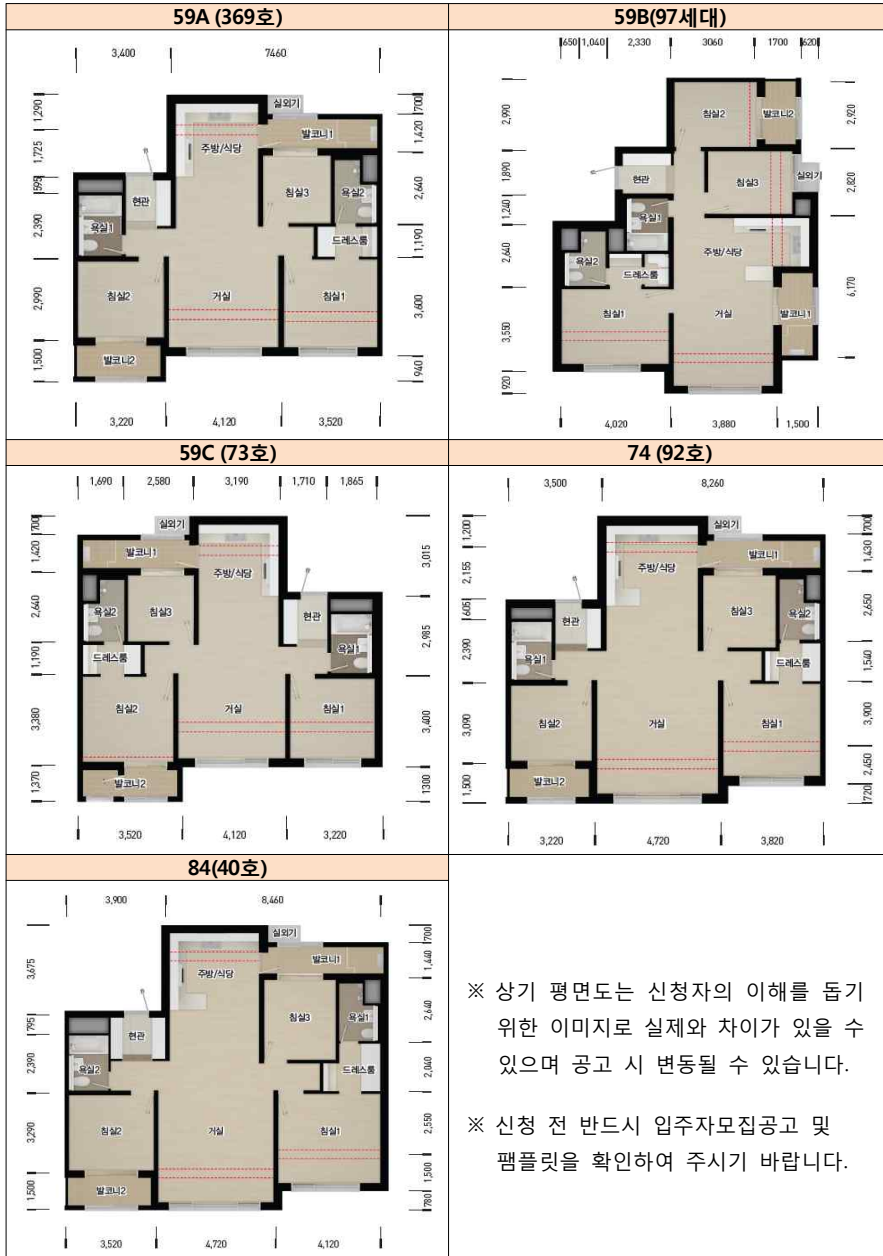 59A (369호)
3,400 7460
1,290
1,725
595
2,390
2,990
1,500
실외기
발코니1
주방/식당
침실3
욕실2
현관
욕실1
드레스룸
침실2
거실
침실1
발코니2
700
1,420
2,640
1,190
3,600
940
3,220 4,120 3,520
59B(97세대)
650 1,040 2,330 3060 1700 620
2,990
1,890
1,240
2,640
3,550
920
침실2
발코니2
현관
침실3
실외기
욕실1
주방/식당
욕실2
드레스룸
침실1
거실
발코니1
2,920
2,820
6,170
4,020 3,880 1,500
59C (73호)
1,690 2,580 3,190 1,710 1,865
700
1,420
2,640
1,190
3,380
1,370
실외기
발코니1
주방/식당
욕실2
침실3
현관
욕실1
드레스룸
침실2
거실
침실1
발코니2
3,015
2,985
3,400
1300
3,520 4,120 3,220
74 (92호)
3,500 8,260
1,200
2,155
605
2,390
3,090
1,500
실외기
발코니1
주방/식당
침실3
욕실2
현관
욕실1
드레스룸
침실2
거실
침실1
발코니2
700
1,430
2,650
1,540
3,900
2,450
720
3,220 4,720 3,820
84(40호)
3,900 8,460
3,675
795
2,390
3,290
1,500
실외기
발코니1
주방/식당
침실3
욕실1
현관
욕실2
드레스룸
침실2
거실
침실1
발코니2
700
1,440
2,640
2,040
2,550
1,500
780
3,520 4,720 4,120
※ 상기 평면도는 신청자의 이해를 돕기
위한 이미지로 실제와 차이가 있을 수
있으며 공고 시 변동될 수 있습니다.
※ 신청 전 반드시 입주자모집공고 및
팸플릿을 확인하여 주시기 바랍니다.